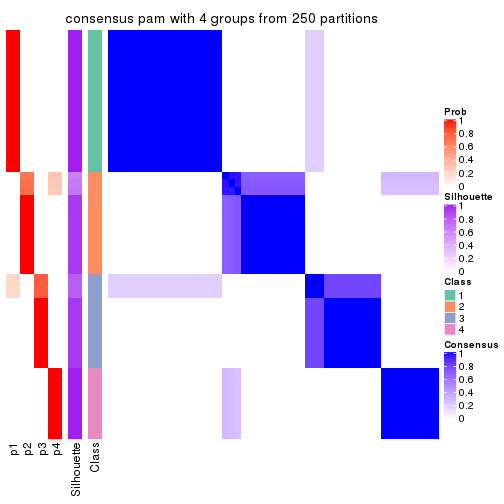 consensus pam with 4 groups from 250 partitions
Prob
1
0.8
0.6
0.4
0.2
0
Silhouette
1
0.8
0.6
0.4
0.2
0
Class
1
2
3
4
Consensus
1
0.8
0.6
0.4
0.2
0
p1
p2
p3
p4
Silhouette
Class